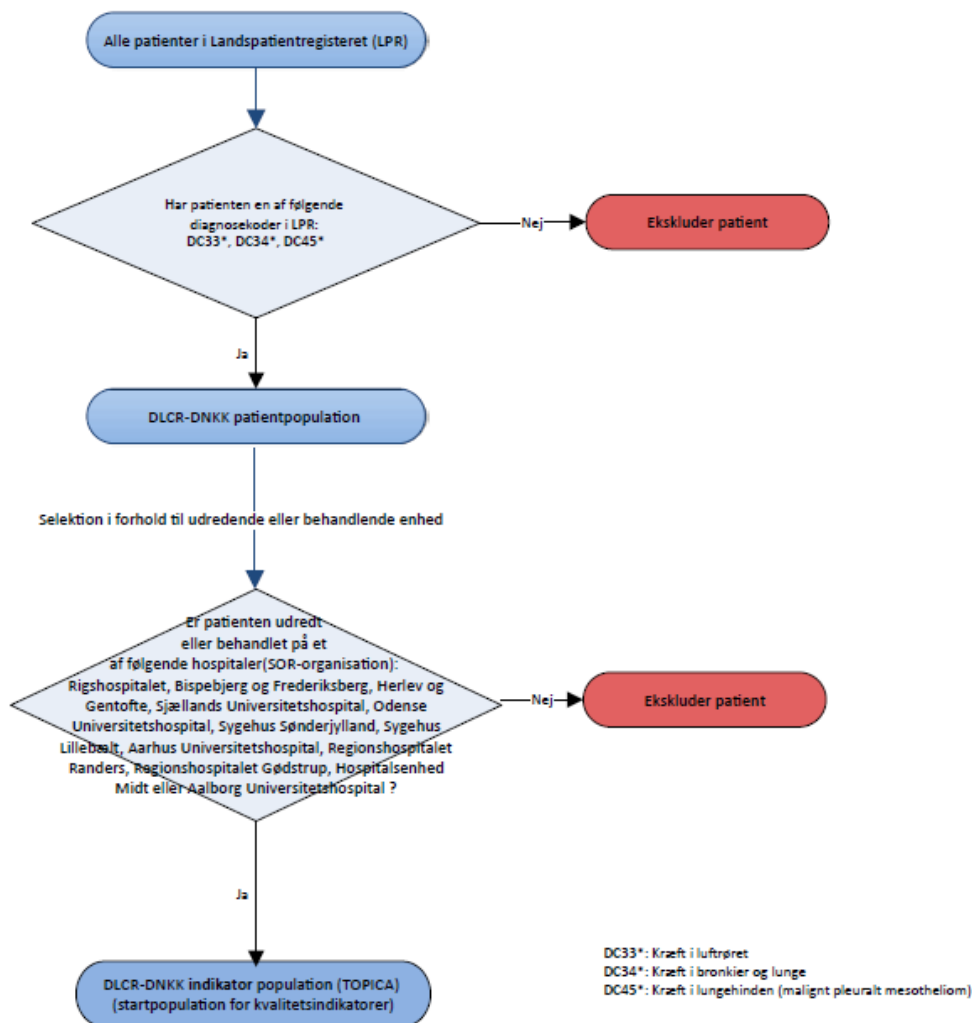 Alle patienter i Landspatientregisteret (LPR)
Har patienten en af følgende
diagnosekoder i LPR:
DC33*, DC34*, DC45*
Nej
Ekskluder patient
Ja
DLCR-DNKK patientpopulation
Selektion i forhold til udredende eller behandlende enhed
Er patienten udredt
eller behandlet på et
af følgende hospitaler(SOR-organisation):
Rigshospitalet, Bispebjerg og Frederiksberg, Herlev og
Gentofte, Sjællands Universitetshospital, Odense
Universitetshospital, Sygehus Sønderjylland, Sygehus
Lillebælt, Aarhus Universitetshospital, Regionshospitalet
Randers, Regionshospitalet Gødstrup, Hospitalsenhed
Midt eller Aalborg Universitetshospital ?
Nej
Ekskluder patient
Ja
DLCR-DNKK indikator population (TOPICA)
(startpopulation for kvalitetsindikatorer)
DC33*: Kræft i luftrøret
DC34*: Kræft i bronkier og lunge
DC45*: Kræft i lungehinden (malignt pleuralt mesotheliom)